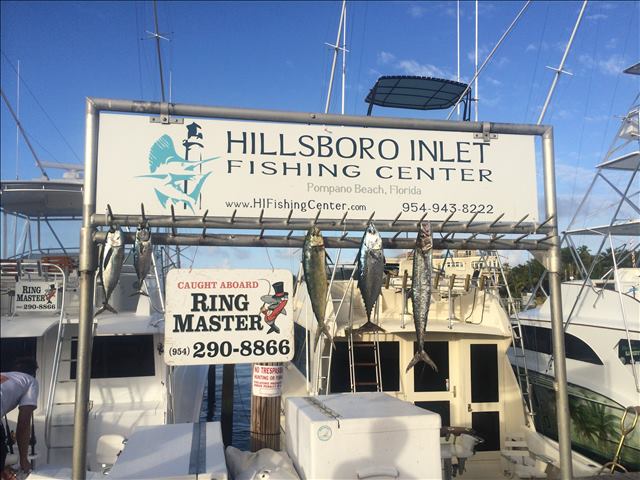 HILLSBORO INLET
FISHING CENTER
Pompano Beach, Florida
www.HIFishingCenter.com 954-943-8222
CAUGHT ABOARD
RING
MASTER
(954) 290-8866
RING
MASTER
290-8866
NO TRESPASSING